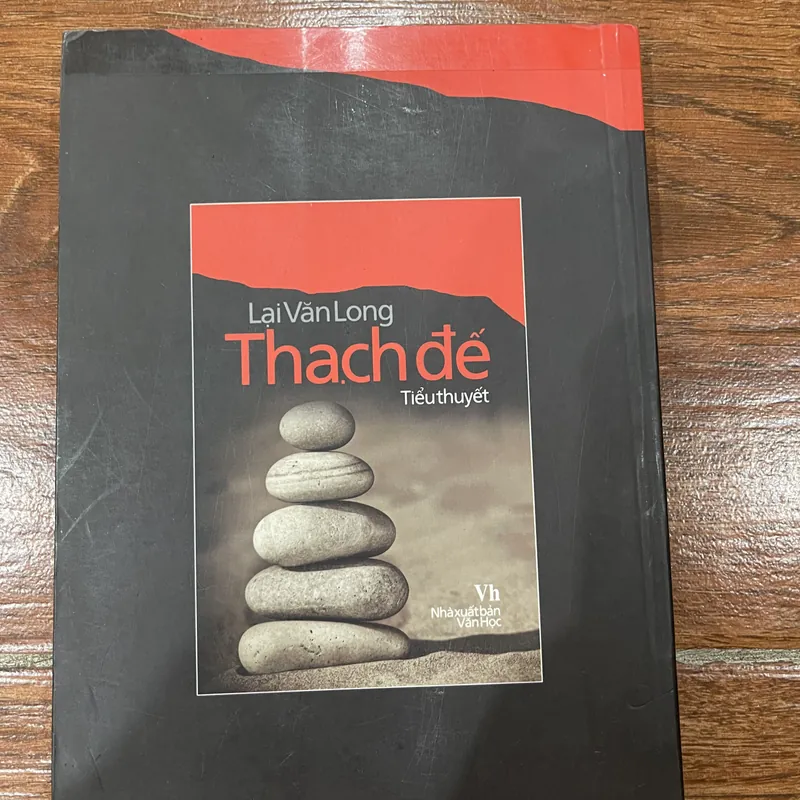 Lại Văn Long
Thạch đế
Tiểu thuyết
Vh
Nhà xuất bản
Văn Học